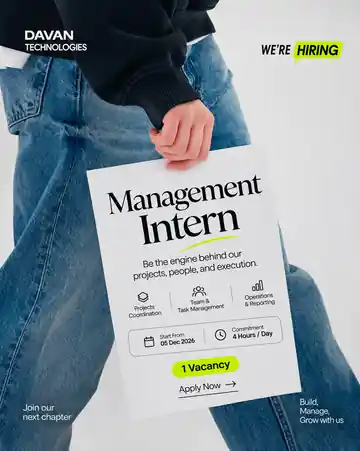 DAVAN
TECHNOLOGIES
WE'RE HIRING
Management
Intern
Be the engine behind our
projects, people, and execution.
Projects
Coordination
Team &
Task Management
Operations
& Reporting
Start From
05 Dec 2026
Commitment
4 Hours / Day
1 Vacancy
Apply Now
Join our
next chapter
Build,
Manage,
Grow with us